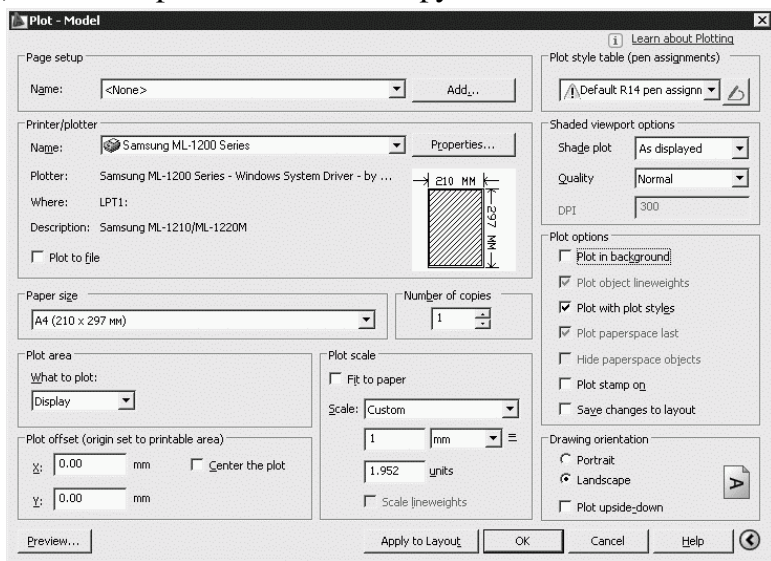 Plot - Model
Learn about Plotting
Page setup
Name: <None> Add...
Plot style table (pen assignments)
Default R14 pen assignn
Printer/plotter
Name: Samsung ML-1200 Series Properties...
Plotter: Samsung ML-1200 Series - Windows System Driver - by ...
Where: LPT1:
Description: Samsung ML-1210/ML-1220M
Plot to file
210 MM
297 MM
Shaded viewport options
Shade plot As displayed
Quality Normal
DPI 300
Paper size
A4 (210 x 297 мм)
Number of copies
1
Plot options
Plot in background
Plot object lineweights
Plot with plot styles
Plot paperspace last
Hide paperspace objects
Plot stamp on
Save changes to layout
Plot area
What to plot:
Display
Plot scale
Fit to paper
Scale: Custom
1 mm =
1.952 units
Scale lineweights
Plot offset (origin set to printable area)
X: 0.00 mm Center the plot
Y: 0.00 mm
Drawing orientation
Portrait
Landscape
Plot upside-down
A
Preview... Apply to Layout OK Cancel Help